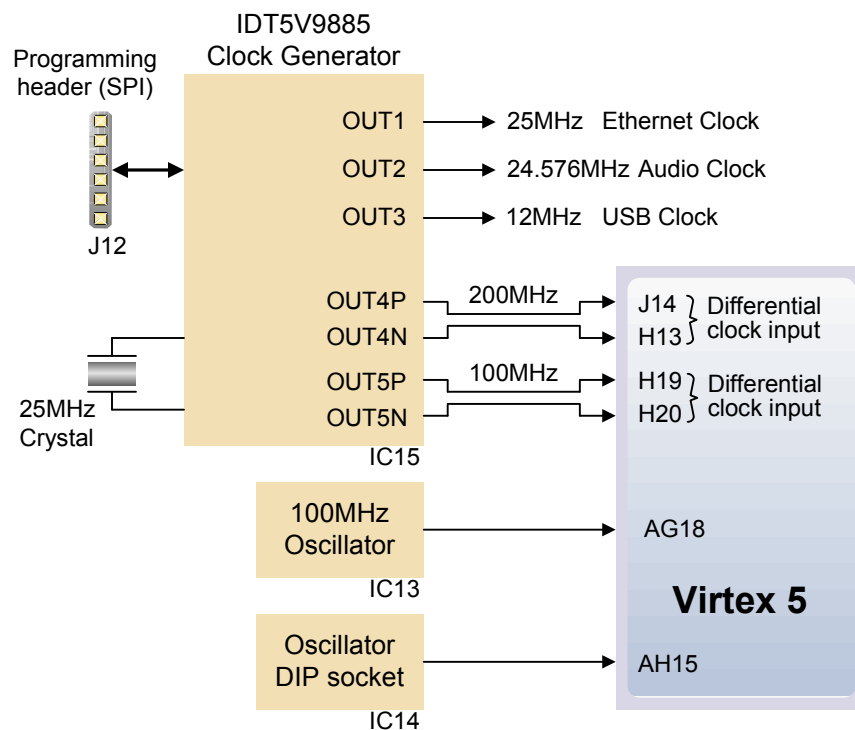 IDT5V9885
Clock Generator
Programming
header (SPI)
J12
OUT1
25MHz Ethernet Clock
OUT2
24.576MHz Audio Clock
OUT3
12MHz USB Clock
OUT4P
200MHz
J14
OUT4N
H13
Differential
clock input
OUT5P
100MHz
H19
OUT5N
H20
Differential
clock input
25MHz
Crystal
IC15
100MHz
Oscillator
IC13
AG18
Virtex 5
Oscillator
DIP socket
IC14
AH15